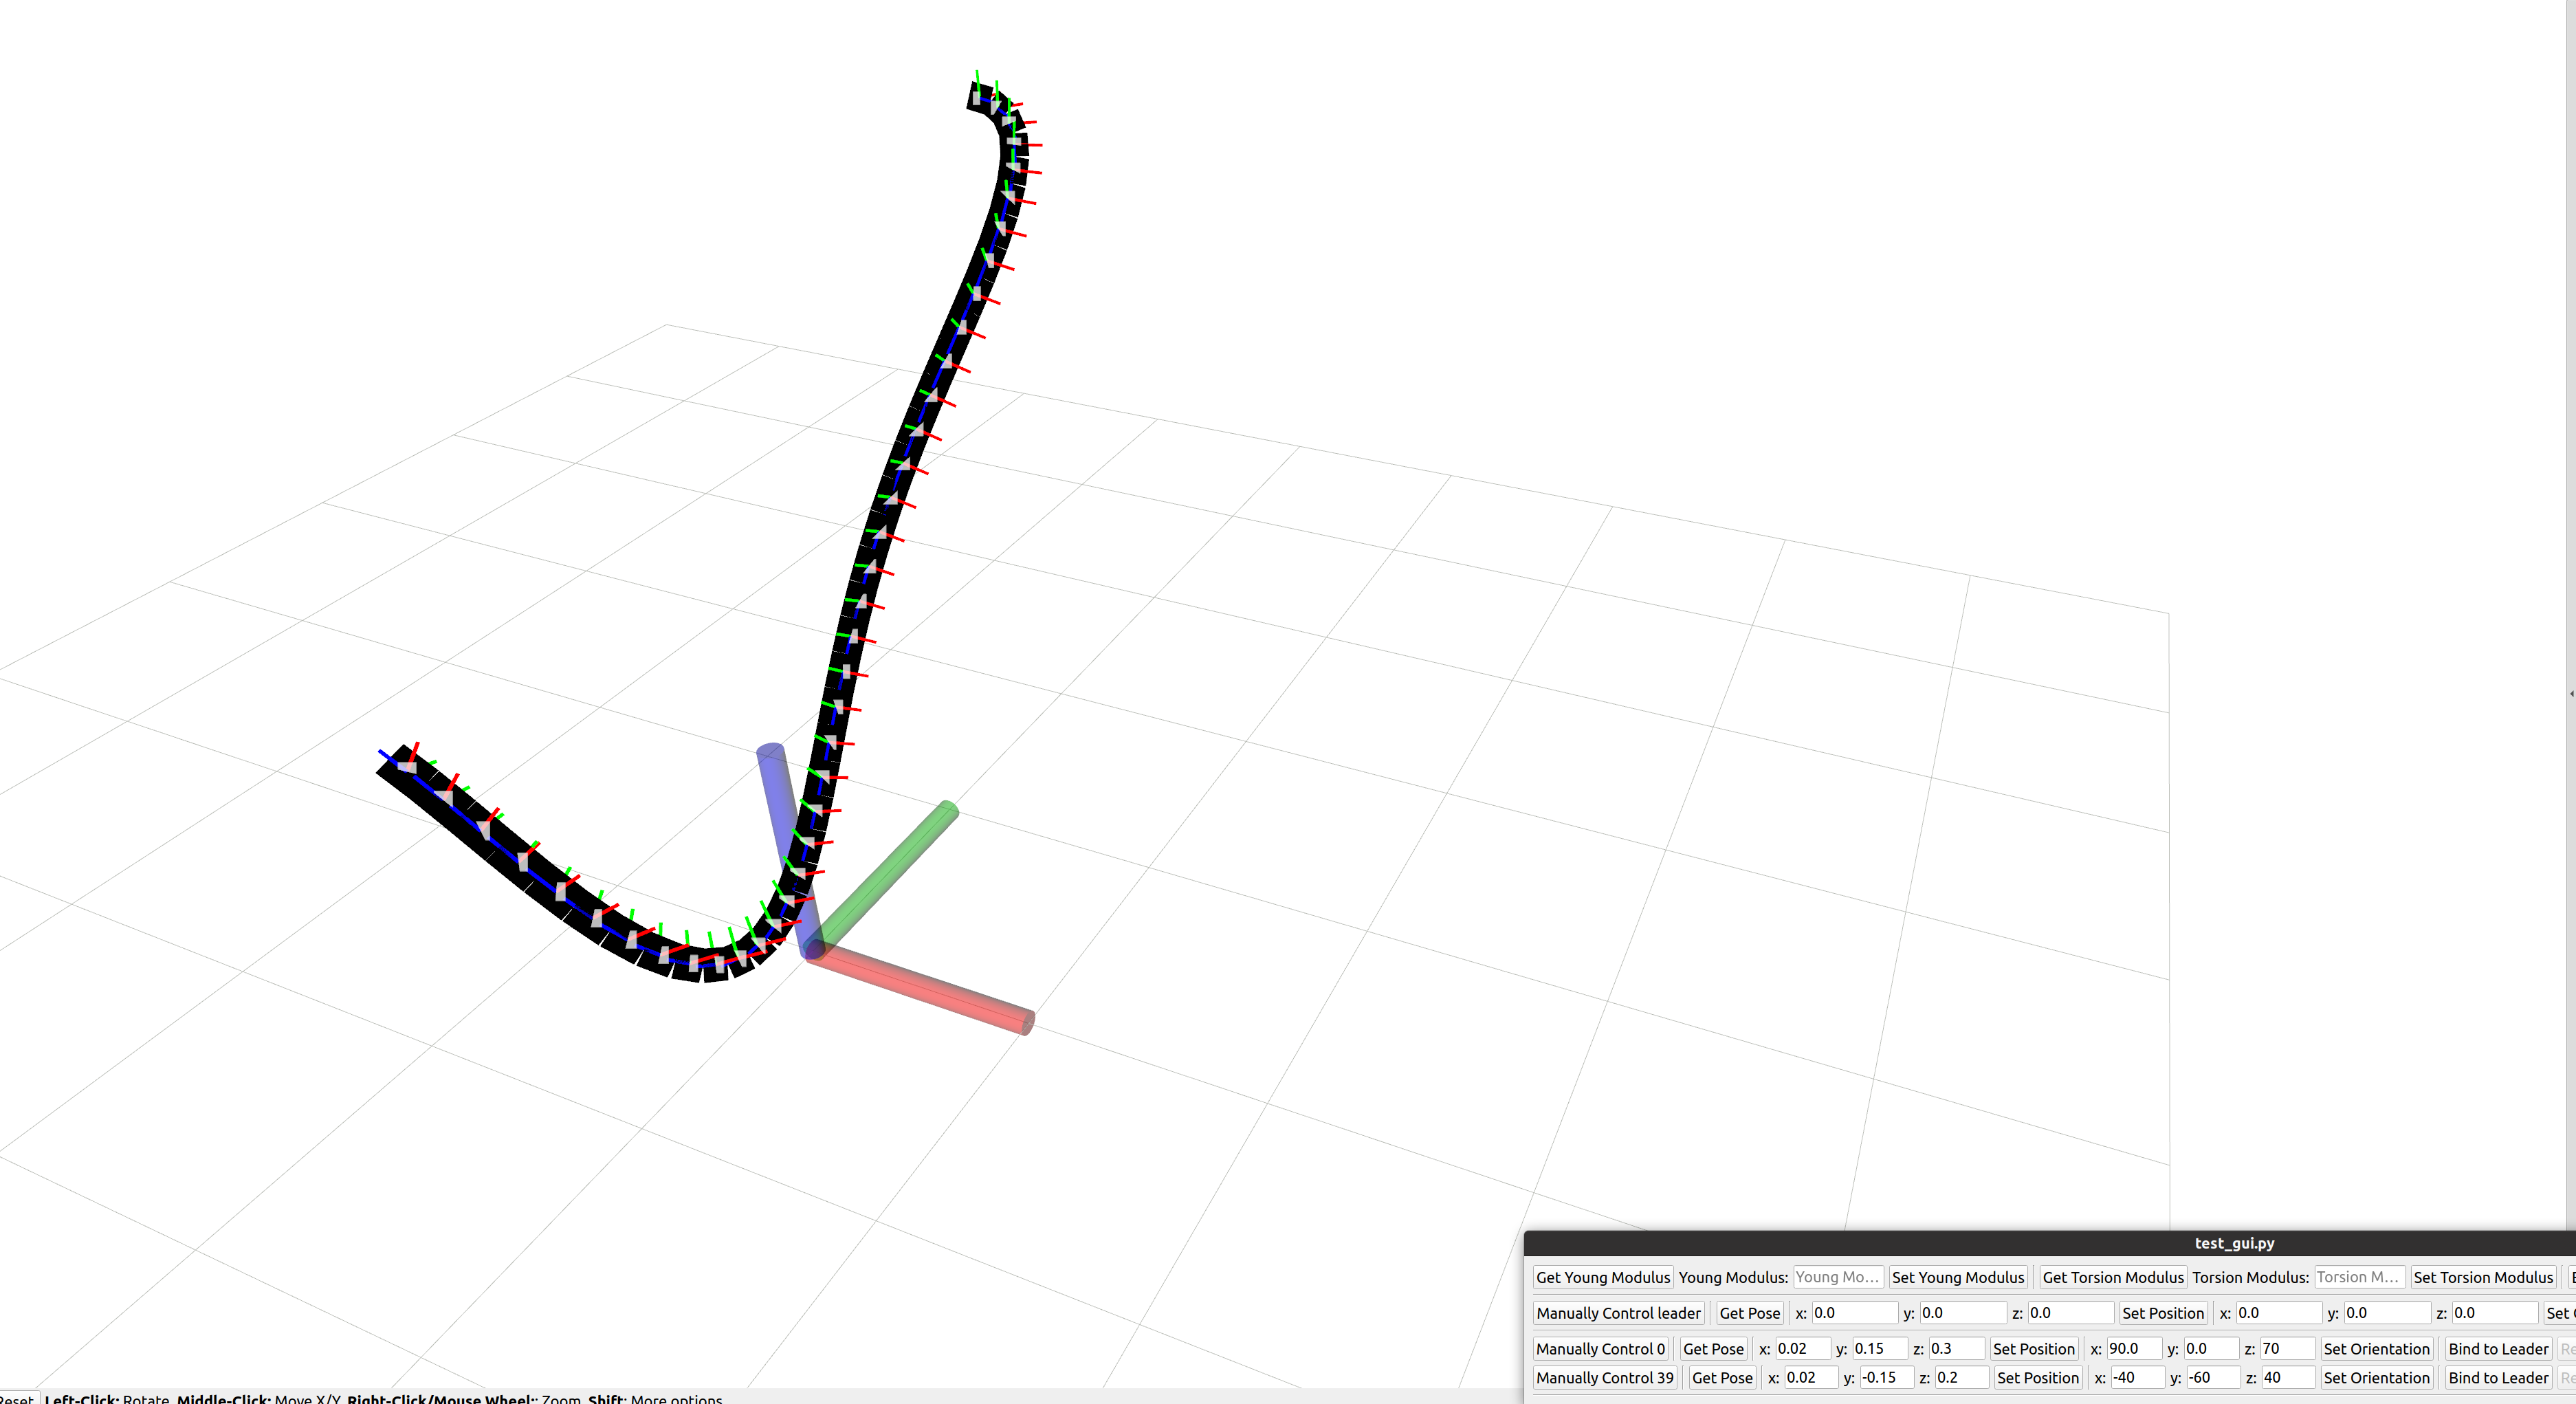 test_gui.py
Get Young Modulus Young Modulus: Young Mo... Set Young Modulus Get Torsion Modulus Torsion Modulus: Torsion M... Set Torsion Modulus
Manually Control leader Get Pose x: 0.0 y: 0.0 z: 0.0 Set Position x: 0.0 y: 0.0 z: 0.0 Set
Manually Control 0 Get Pose x: 0.02 y: 0.15 z: 0.3 Set Position x: 90.0 y: 0.0 z: 70 Set Orientation Bind to Leader Re
Manually Control 39 Get Pose x: 0.02 y: -0.15 z: 0.2 Set Position x: -40 y: -60 z: 40 Set Orientation Bind to Leader Re
Reset Left-Click: Rotate. Middle-Click: Move X/Y. Right-Click/Mouse Wheel:: Zoom. Shift: More options.